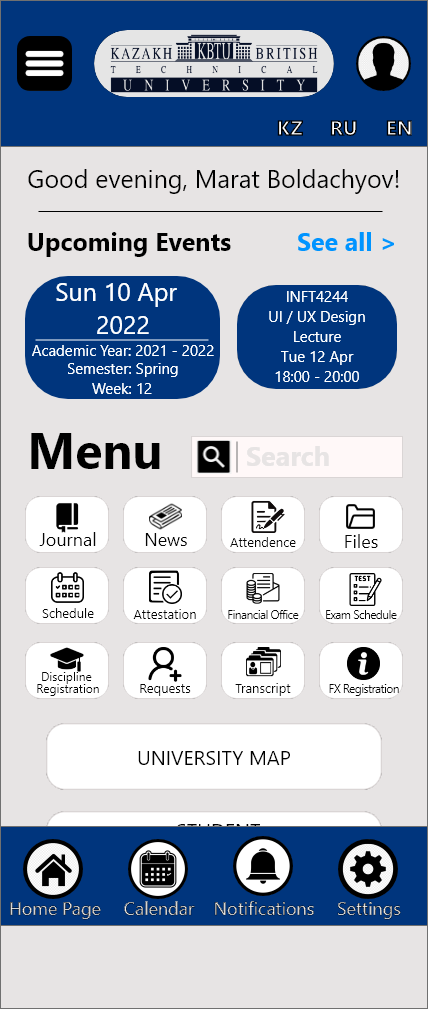 KAZAKH KBTU BRITISH
TECHNICAL
UNIVERSITY
KZ RU EN
Good evening, Marat Boldachyov!
Upcoming Events See all >
Sun 10 Apr
2022
Academic Year: 2021 - 2022
Semester: Spring
Week: 12
INFT4244
UI / UX Design
Lecture
Tue 12 Apr
18:00 - 20:00
Menu Search
Journal News Attendence Files
TEST
Schedule Attestation Financial Office Exam Schedule
Discipline
Registration Requests Transcript FX Registration
UNIVERSITY MAP
STUDENT
Home Page Calendar Notifications Settings